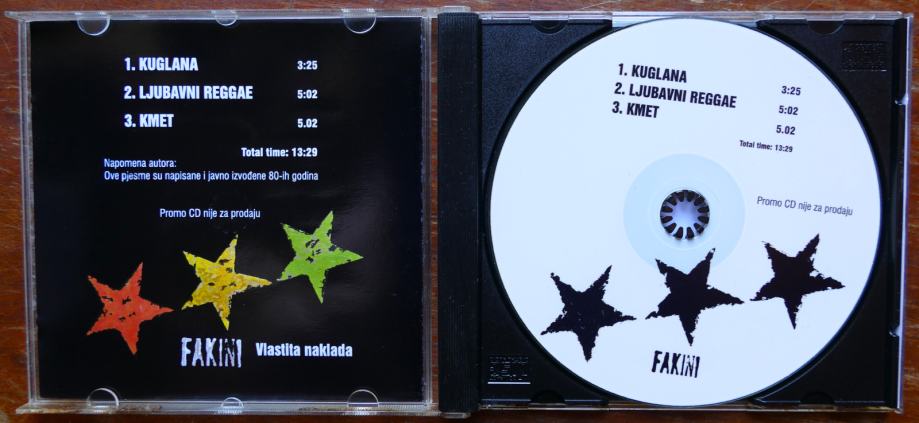 1. KUGLANA 3:25
2. LJUBAVNI REGGAE 5:02
3. KMET 5.02
Total time: 13:29
Napomena autora:
Ove pjesme su napisane i javno izvođene 80-ih godina
Promo CD nije za prodaju
FAKINI Vlastita naklada
1. KUGLANA 3:25
2. LJUBAVNI REGGAE 5:02
3. KMET 5.02
Total time: 13:29
Promo CD nije za prodaju
FAKINI